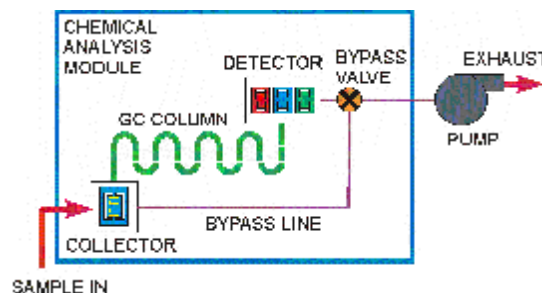 CHEMICAL
ANALYSIS
MODULE
DETECTOR
BYPASS
VALVE
EXHAUST
GC COLUMN
PUMP
BYPASS LINE
COLLECTOR
SAMPLE IN